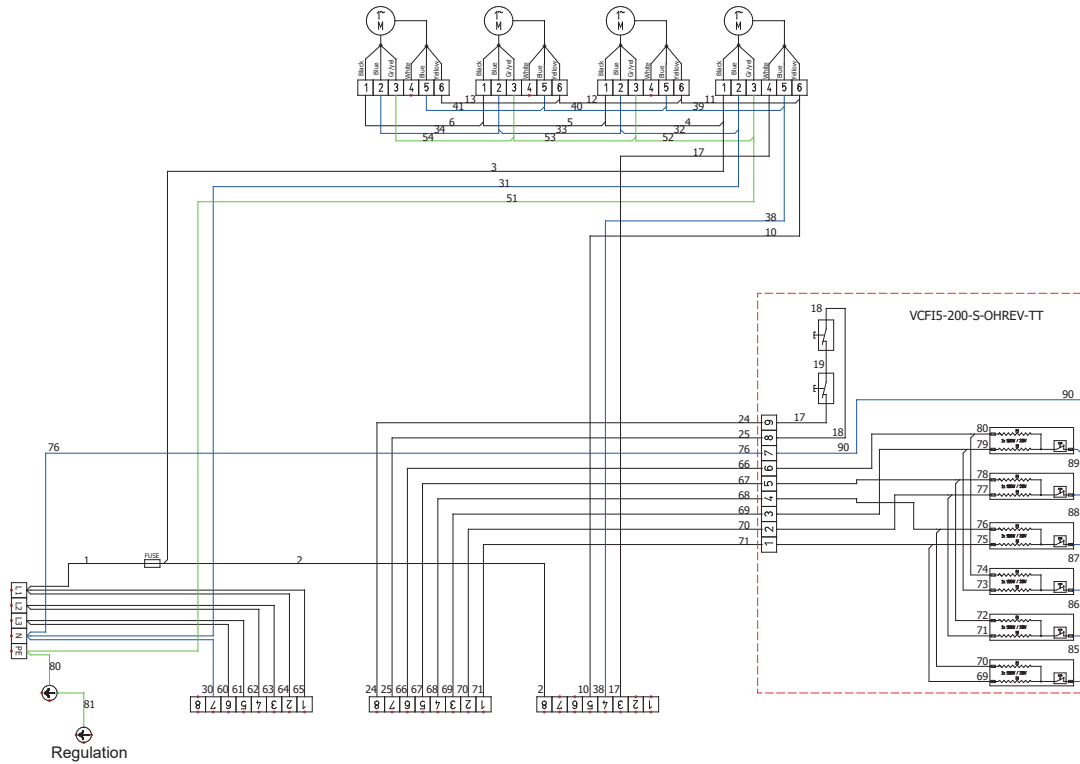 1~ 1~ 1~ 1~
M M M M
Black Blue Gr/yel White Blue Yellow Black Blue Gr/yel White Blue Yellow Black Blue Gr/yel White Blue Yellow Black Blue Gr/yel White Blue Yellow
1 2 3 4 5 6 1 2 3 4 5 6 1 2 3 4 5 6 1 2 3 4 5 6
13 12 11
41 40 39
6 5 4
34 33 32
54 53 52
17
3
31
51
38
10
18 VCFI5-200-S-OHREV-TT
19
90
24 9 17
25 8 18
76 76 7 90
66 6
67 5
68 4
69 3
70 2
71 1
80
79
89
78
77
88
76
75
87
74
73
86
72
71
85
70
69
1 FUSE 2
L1
L2
L3
N
PE
80
81
Regulation
30 60 61 62 63 64 65
8 7 6 5 4 3 2 1
24 25 66 67 68 69 70 71
8 7 6 5 4 3 2 1
2 10 38 17
8 7 6 5 4 3 2 1